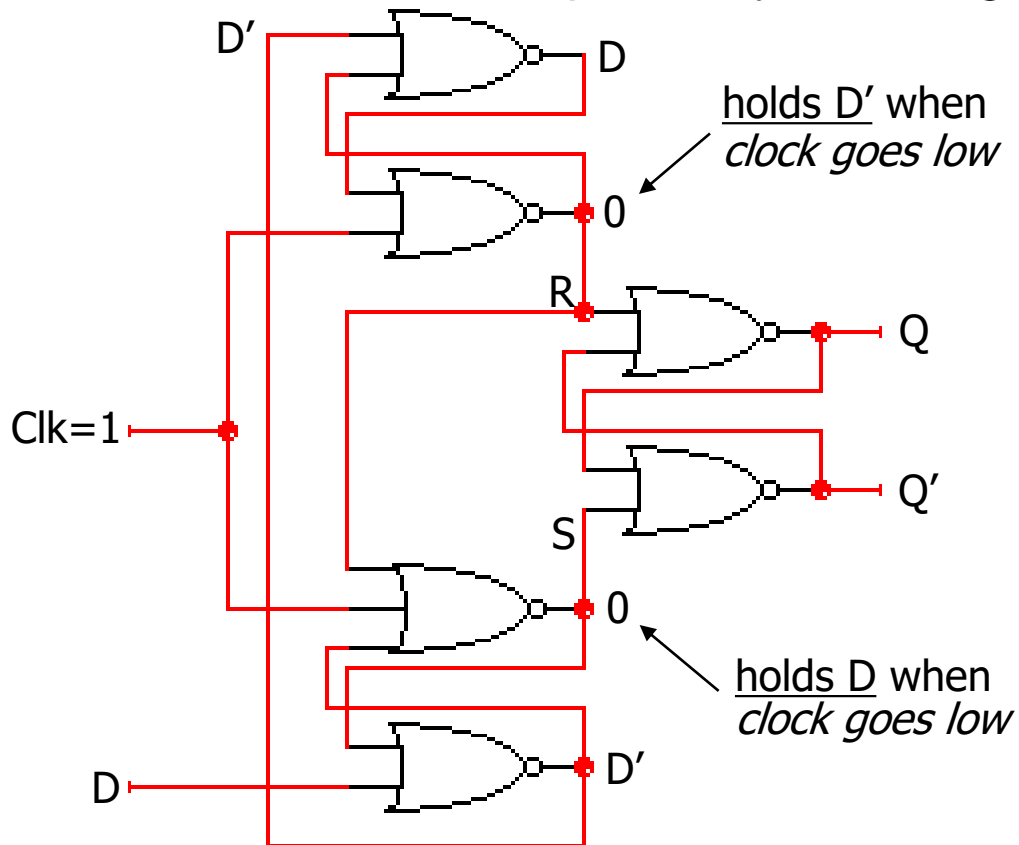 D’
D
holds D’ when
clock goes low
0
R
Q
Clk=1
Q’
S
0
holds D when
clock goes low
D’
D